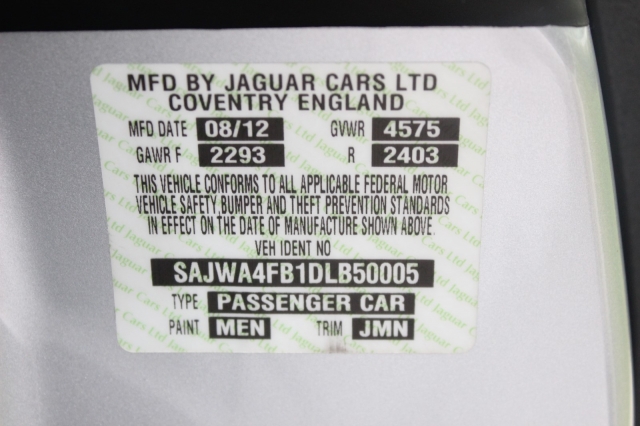 MFD BY JAGUAR CARS LTD
COVENTRY ENGLAND
MFD DATE 08/12 GVWR 4575
GAWR F 2293 R 2403
THIS VEHICLE CONFORMS TO ALL APPLICABLE FEDERAL MOTOR
VEHICLE SAFETY, BUMPER AND THEFT PREVENTION STANDARDS
IN EFFECT ON THE DATE OF MANUFACTURE SHOWN ABOVE.
VEH IDENT NO
SAJWA4FB1DLB50005
TYPE PASSENGER CAR
PAINT MEN TRIM JMN